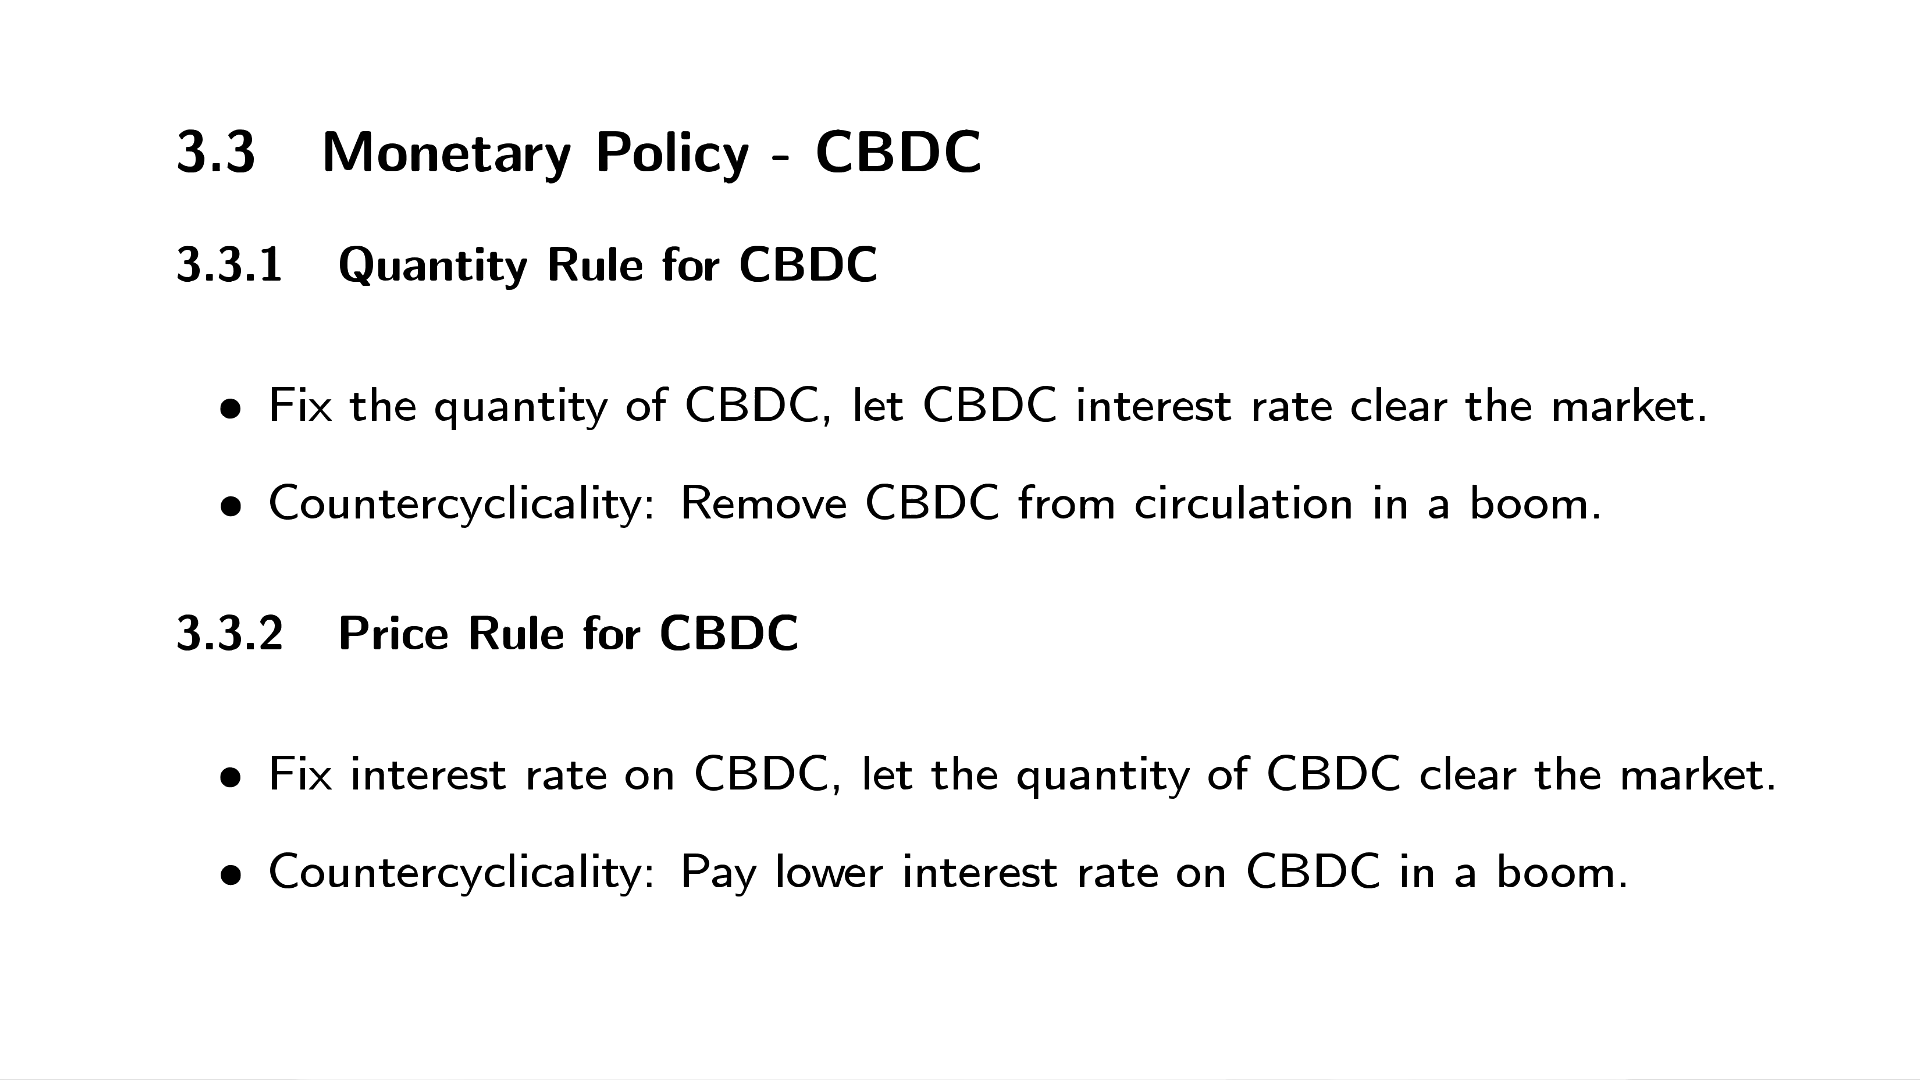 3.3 Monetary Policy - CBDC
3.3.1 Quantity Rule for CBDC
• Fix the quantity of CBDC, let CBDC interest rate clear the market.
• Countercyclicality: Remove CBDC from circulation in a boom.
3.3.2 Price Rule for CBDC
• Fix interest rate on CBDC, let the quantity of CBDC clear the market.
• Countercyclicality: Pay lower interest rate on CBDC in a boom.